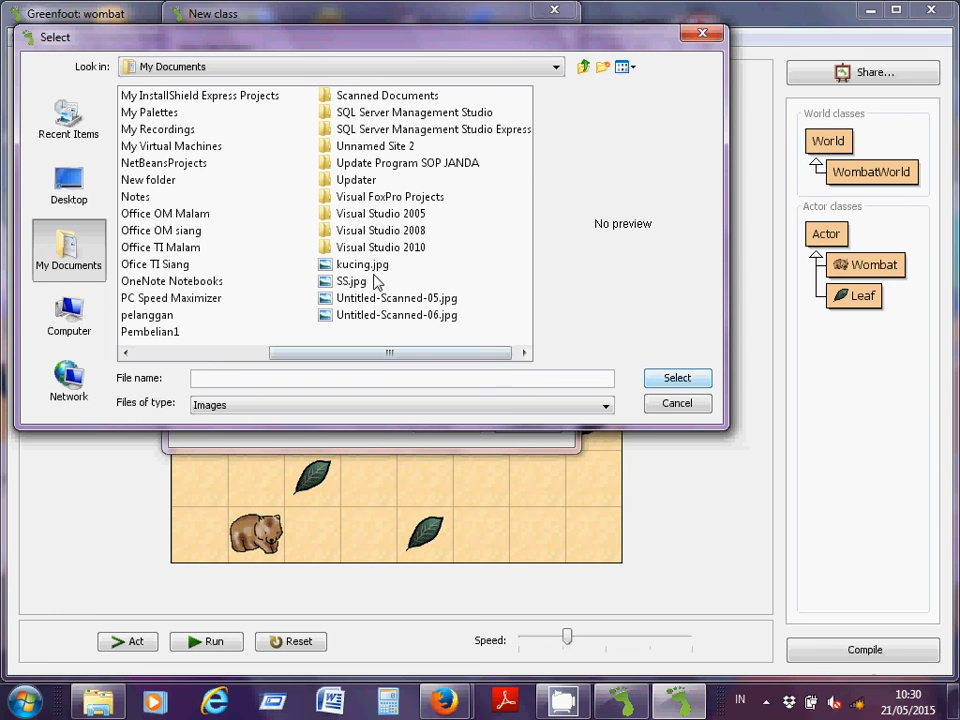 Greenfoot: wombat
New class
Select
Look in:
My Documents
Recent Items
Desktop
My Documents
Computer
Network
My InstallShield Express Projects
My Palettes
My Recordings
My Virtual Machines
NetBeansProjects
New folder
Notes
Office OM Malam
Office OM siang
Office TI Malam
Ofice TI Siang
OneNote Notebooks
PC Speed Maximizer
pelanggan
Pembelian1
Scanned Documents
SQL Server Management Studio
SQL Server Management Studio Express
Unnamed Site 2
Update Program SOP JANDA
Updater
Visual FoxPro Projects
Visual Studio 2005
Visual Studio 2008
Visual Studio 2010
kucing.jpg
SS.jpg
Untitled-Scanned-05.jpg
Untitled-Scanned-06.jpg
No preview
File name:
Select
Files of type:
Images
Cancel
Share...
World classes
World
WombatWorld
Actor classes
Actor
Wombat
Leaf
Act
Run
Reset
Speed:
Compile
IN
10:30
21/05/2015